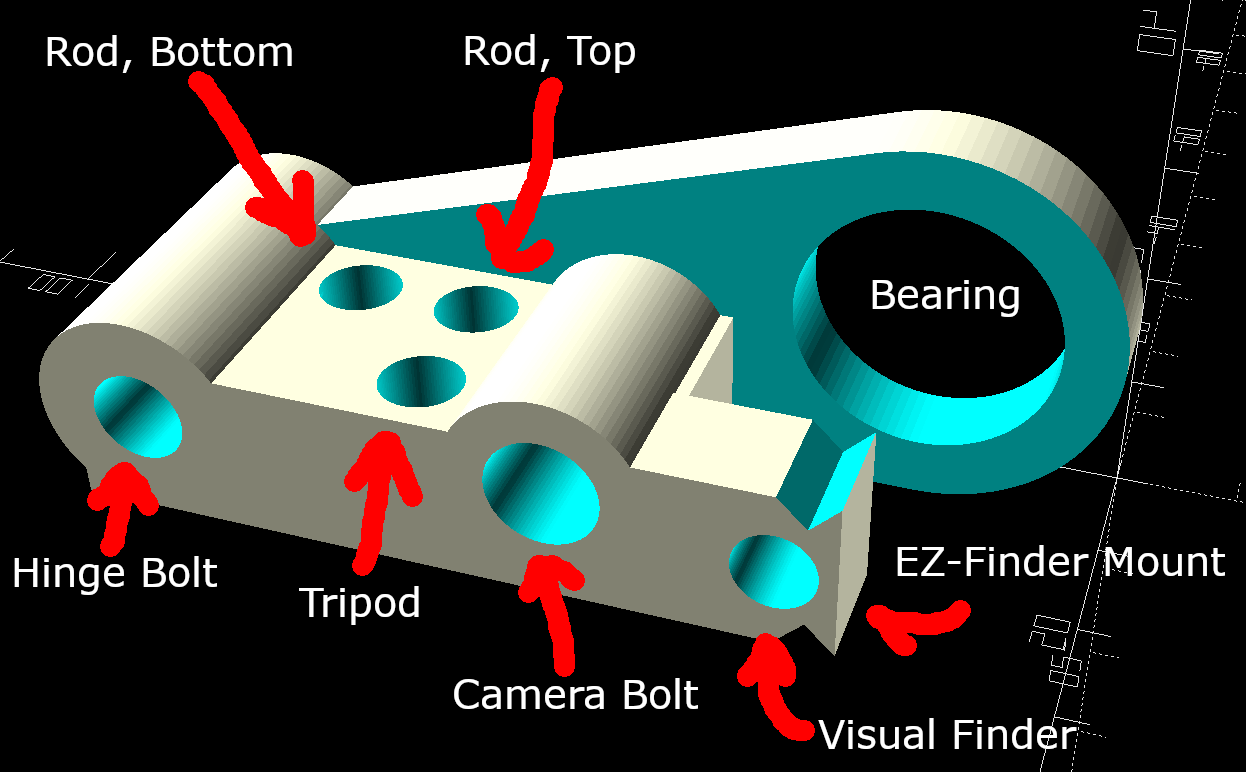 Rod, Bottom
Rod, Top
Bearing
Hinge Bolt
Tripod
EZ-Finder Mount
Camera Bolt
Visual Finder